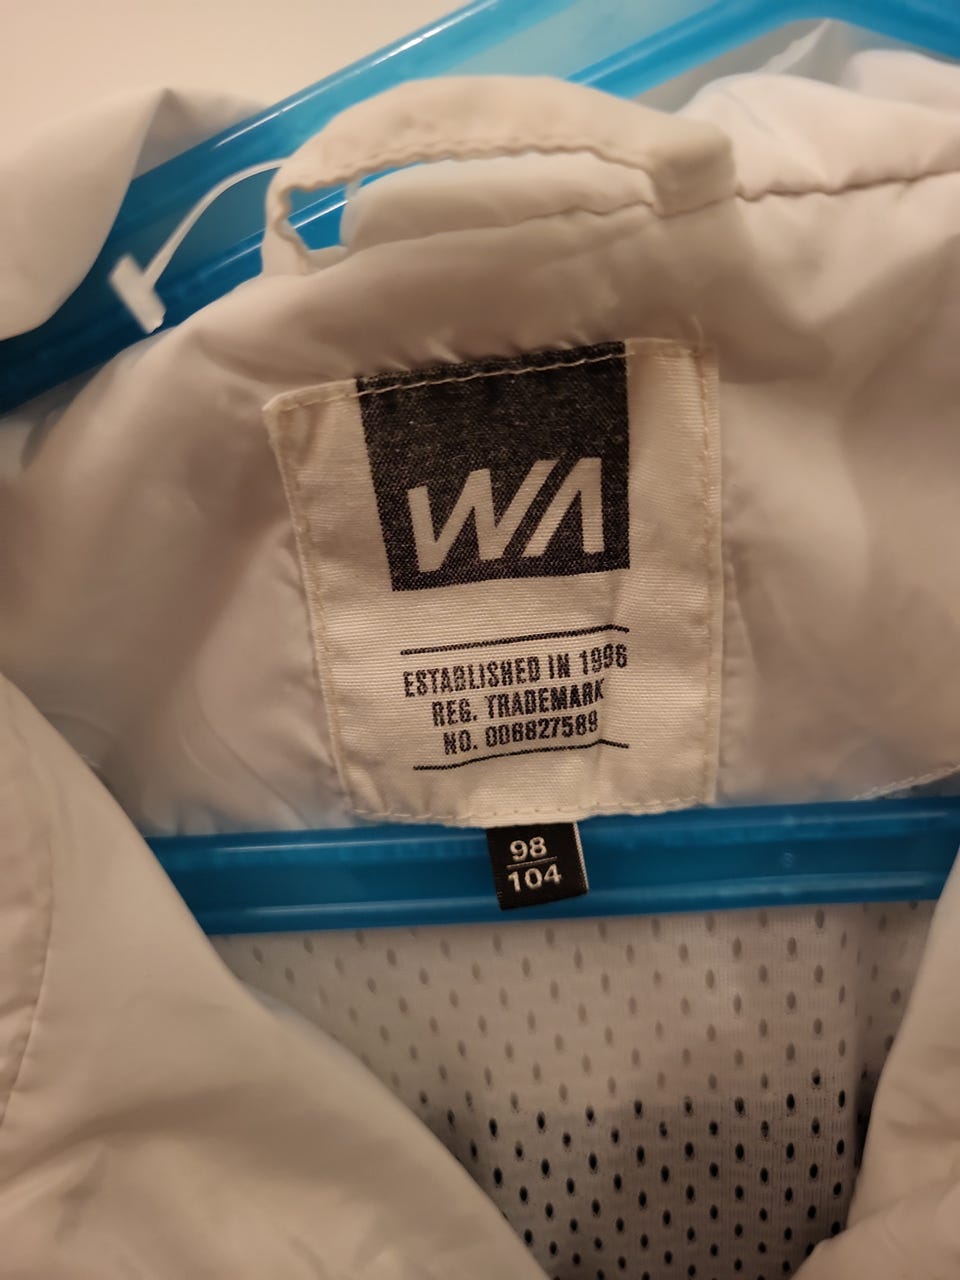 WA
ESTABLISHED IN 1996
REG. TRADEMARK
NO. 006827589
98
104